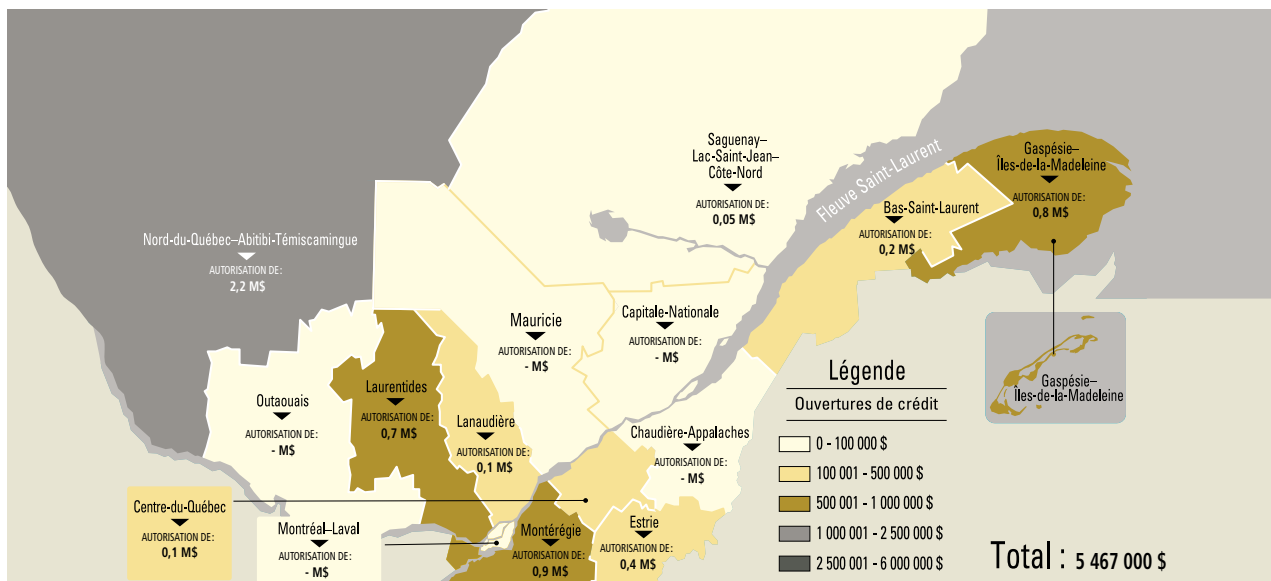 Saguenay–
Lac-Saint-Jean–
Côte-Nord
AUTORISATION DE:
0,05 M$
Fleuve Saint-Laurent
Gaspésie–
Îles-de-la-Madeleine
AUTORISATION DE:
0,8 M$
Bas-Saint-Laurent
AUTORISATION DE:
0,2 M$
Nord-du-Québec–Abitibi-Témiscamingue
AUTORISATION DE:
2,2 M$
Mauricie
AUTORISATION DE:
- M$
Capitale-Nationale
AUTORISATION DE:
- M$
Outaouais
AUTORISATION DE:
- M$
Laurentides
AUTORISATION DE:
0,7 M$
Lanaudière
AUTORISATION DE:
0,1 M$
Chaudière-Appalaches
AUTORISATION DE:
- M$
Gaspésie–
Îles-de-la-Madeleine
Centre-du-Québec
AUTORISATION DE:
0,1 M$
Montréal–Laval
AUTORISATION DE:
- M$
Montérégie
AUTORISATION DE:
0,9 M$
Estrie
AUTORISATION DE:
0,4 M$
Légende
Ouvertures de crédit
0 - 100 000 $
100 001 - 500 000 $
500 001 - 1 000 000 $
1 000 001 - 2 500 000 $
2 500 001 - 6 000 000 $
Total : 5 467 000 $